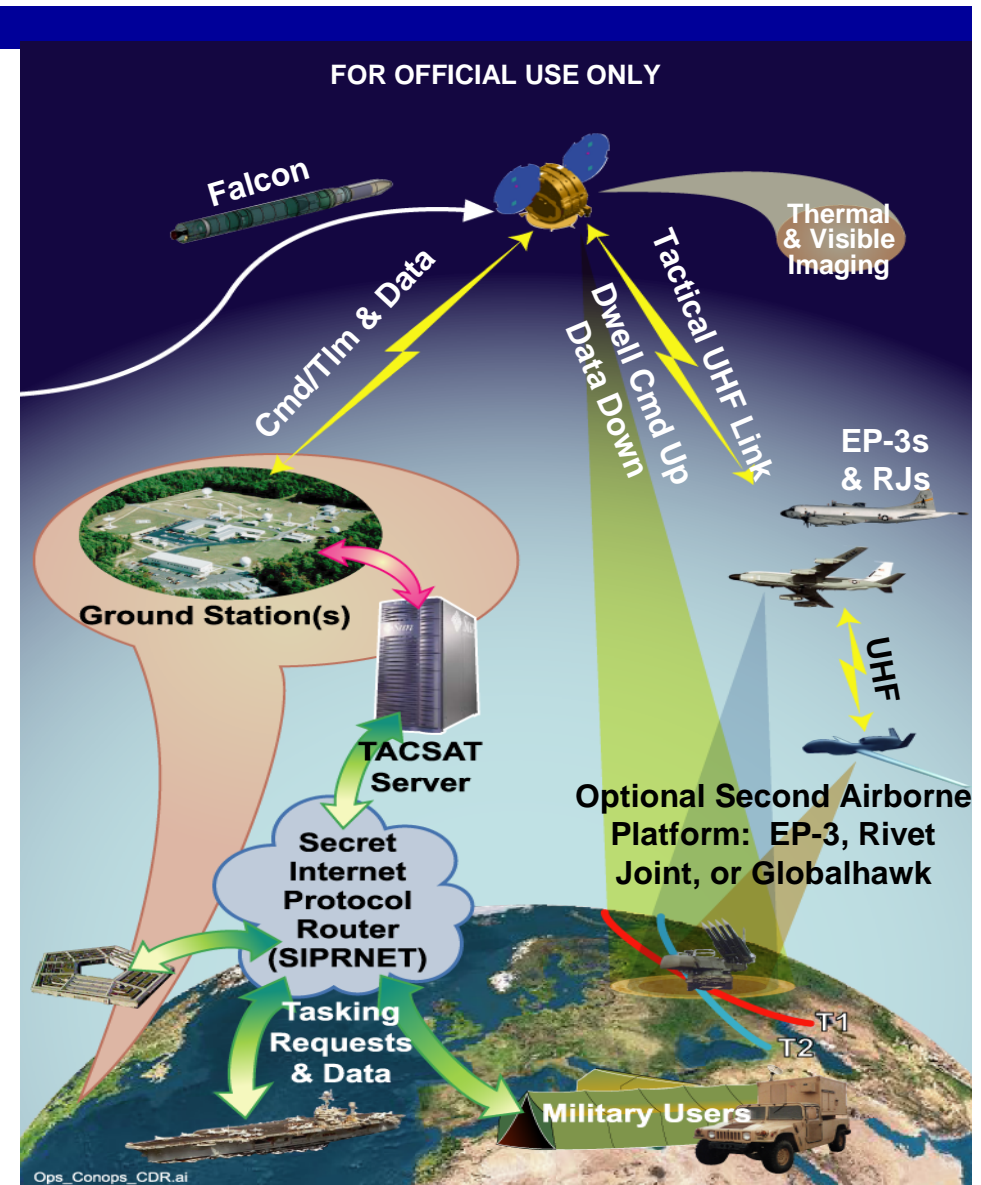 FOR OFFICIAL USE ONLY
Falcon
Thermal
& Visible
Imaging
Cmd/Tlm & Data
Tactical UHF Link
Dwell Cmd Up
Data Down
EP-3s
& RJs
Ground Station(s)
UHF
TACSAT
Server
Optional Second Airborne
Platform: EP-3, Rivet
Joint, or Globalhawk
Secret
Internet
Protocol
Router
(SIPRNET)
T1
T2
Tasking
Requests
& Data
Military Users
Ops_Conops_CDR.ai